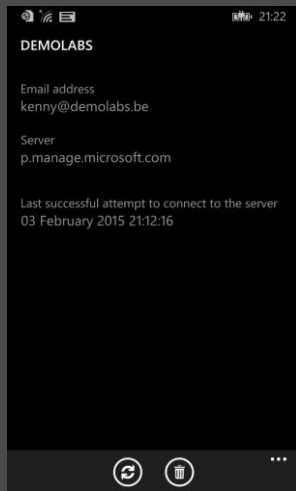 21:22
DEMOLABS
Email address
kenny@demolabs.be
Server
p.manage.microsoft.com
Last successful attempt to connect to the server
03 February 2015 21:12:16